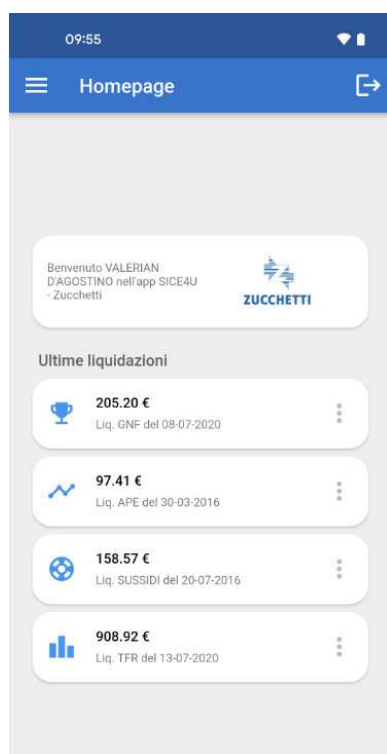 09:55
Homepage
Benvenuto VALERIAN
D'AGOSTINO nell'app SICE4U
- Zucchetti
ZUCCHETTI
Ultime liquidazioni
205.20 €
Liq. GNF del 08-07-2020
97.41 €
Liq. APE del 30-03-2016
158.57 €
Liq. SUSSIDI del 20-07-2016
908.92 €
Liq. TFR del 13-07-2020